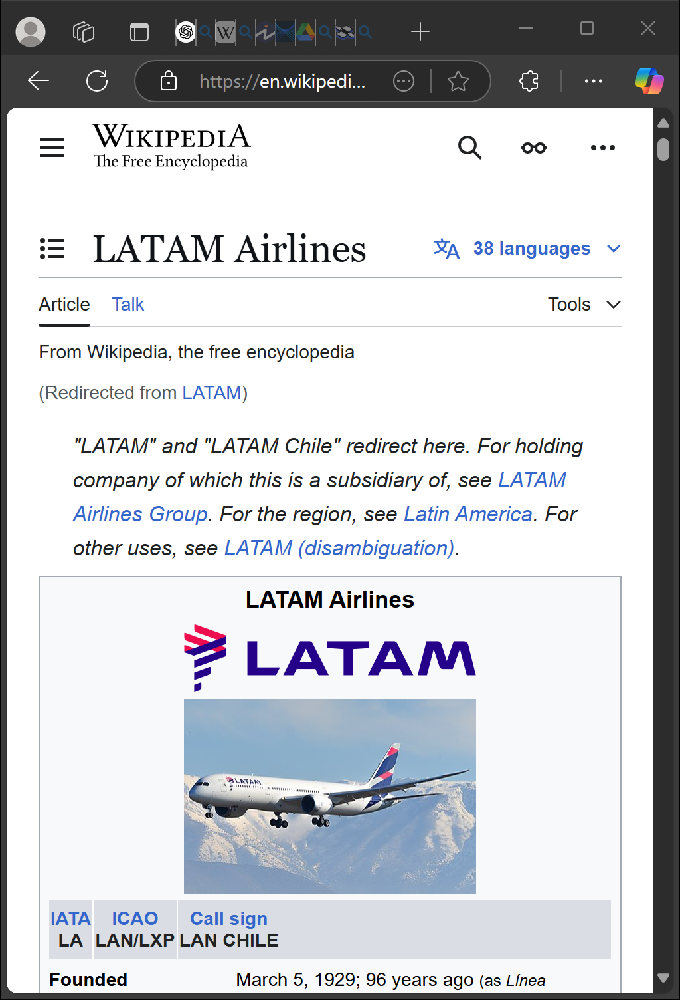 https://en.wikipedi...
WIKIPEDIA
The Free Encyclopedia
LATAM Airlines
38 languages
Article Talk Tools
From Wikipedia, the free encyclopedia
(Redirected from LATAM)
"LATAM" and "LATAM Chile" redirect here. For holding
company of which this is a subsidiary of, see LATAM
Airlines Group. For the region, see Latin America. For
other uses, see LATAM (disambiguation).
LATAM Airlines
LATAM
LATAM
IATA ICAO Call sign
LA LAN/LXP LAN CHILE
Founded March 5, 1929; 96 years ago (as Línea